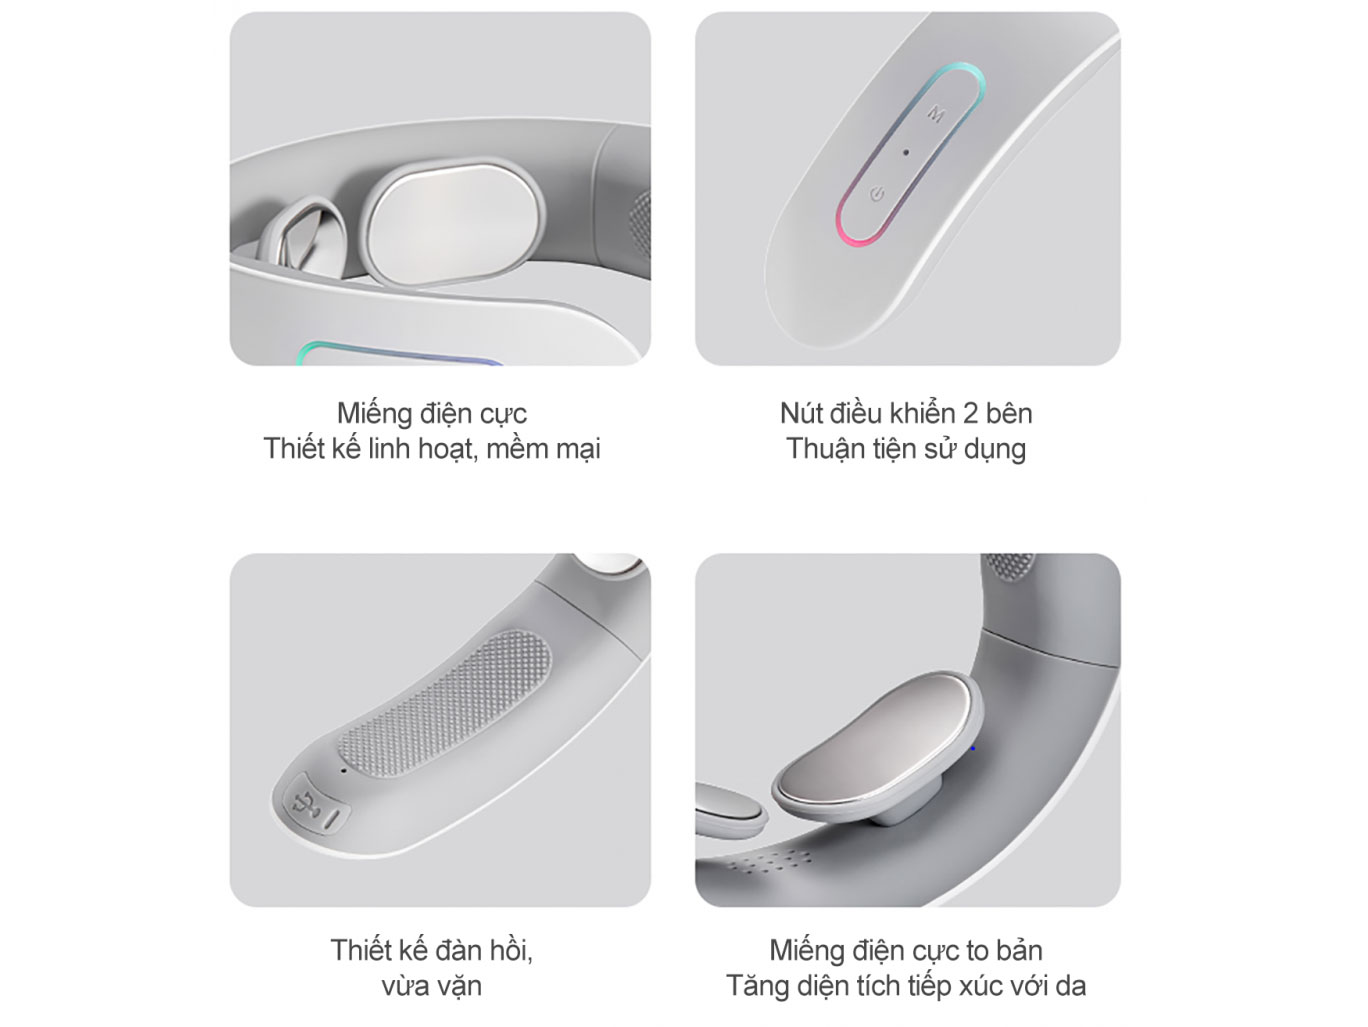 M
Miếng điện cực
Thiết kế linh hoạt, mềm mại
Nút điều khiển 2 bên
Thuận tiện sử dụng
Thiết kế đàn hồi,
vừa vặn
Miếng điện cực to bản
Tăng diện tích tiếp xúc với da